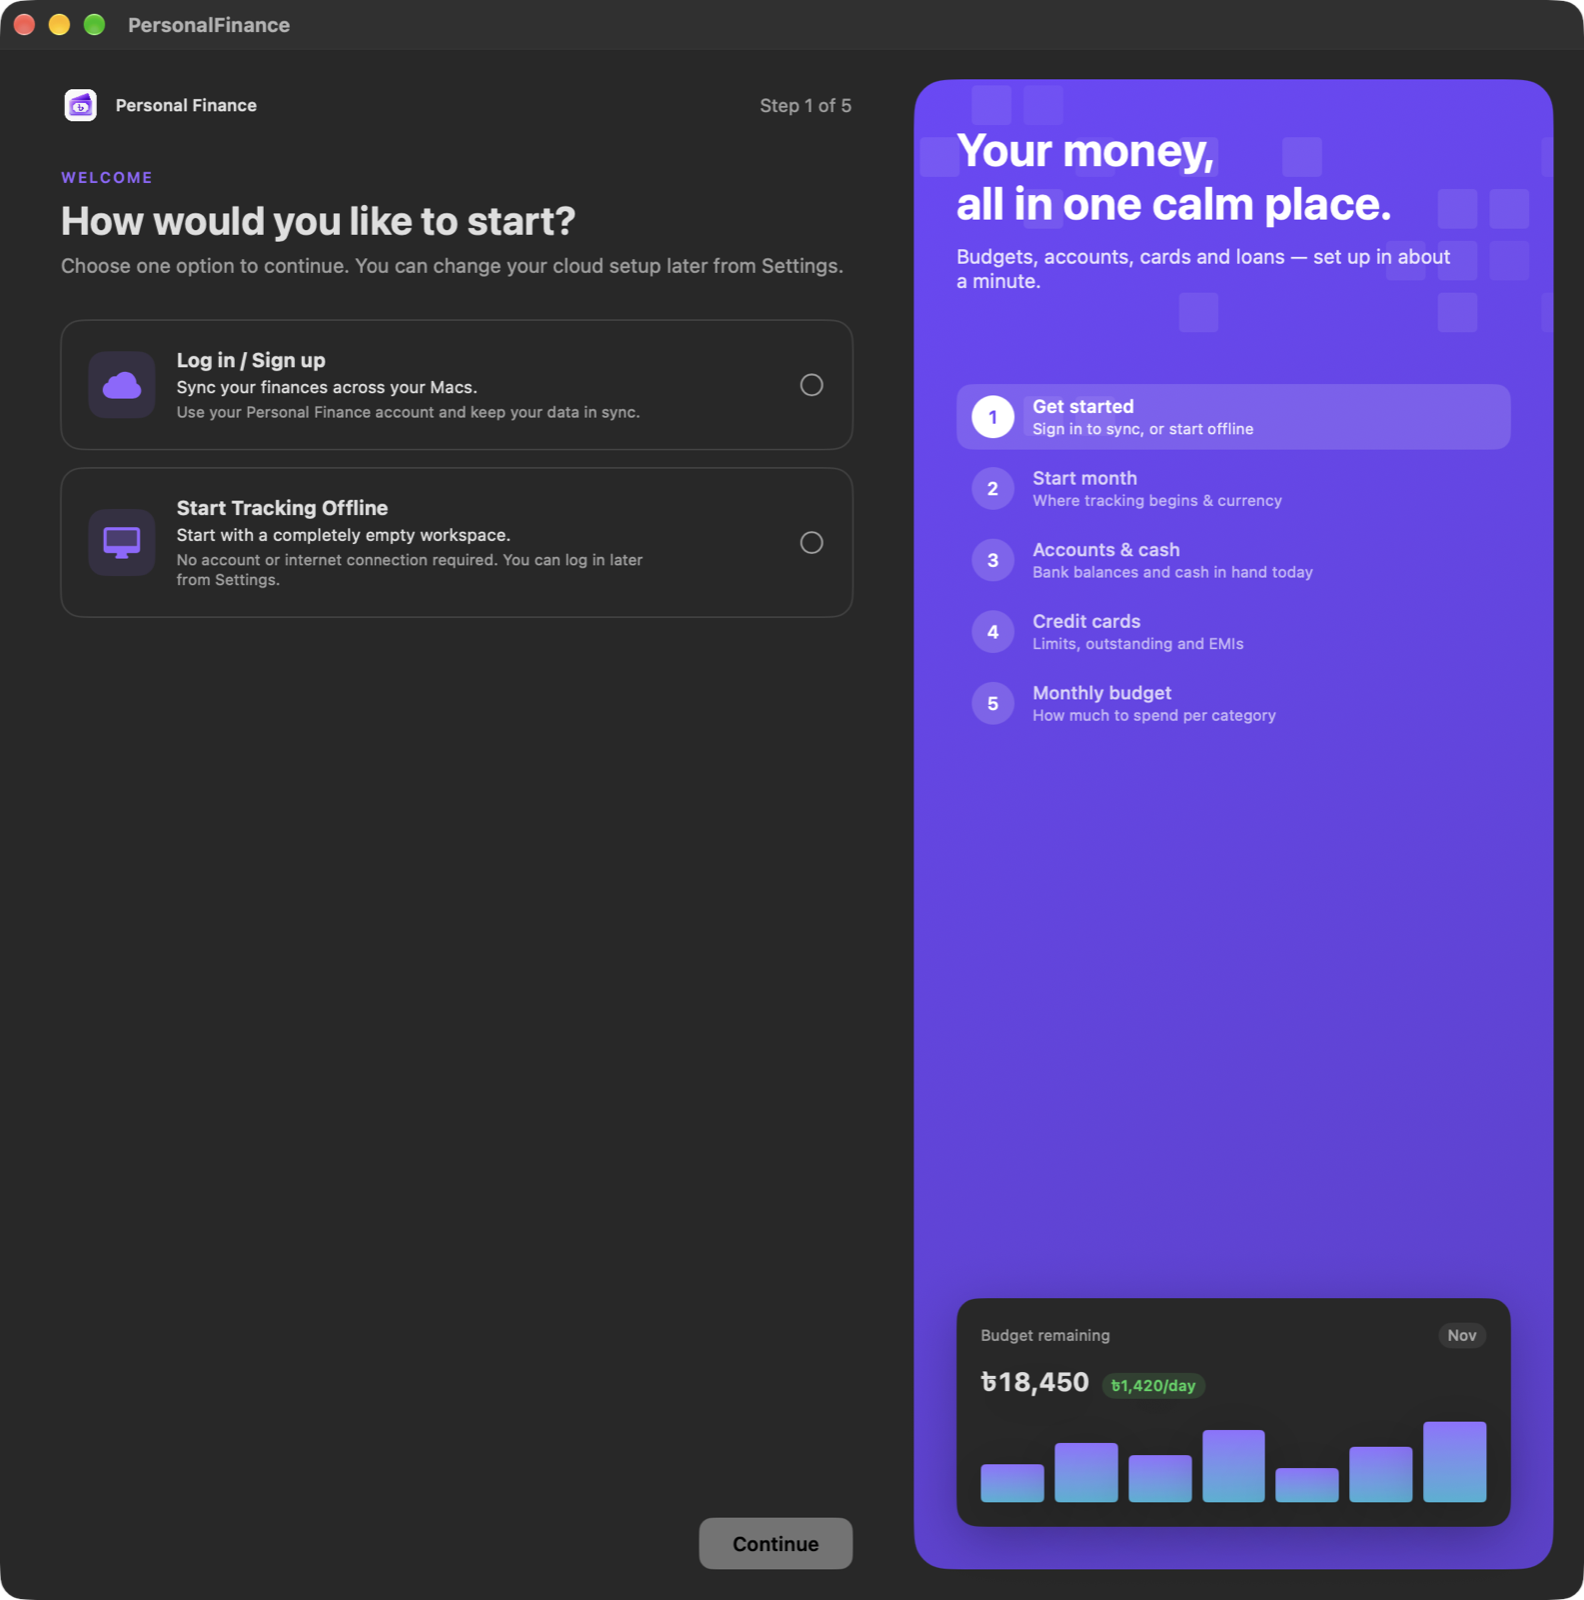 PersonalFinance
Personal Finance
Step 1 of 5
WELCOME
How would you like to start?
Choose one option to continue. You can change your cloud setup later from Settings.
Log in / Sign up
Sync your finances across your Macs.
Use your Personal Finance account and keep your data in sync.
Start Tracking Offline
Start with a completely empty workspace.
No account or internet connection required. You can log in later
from Settings.
Continue
Your money,
all in one calm place.
Budgets, accounts, cards and loans — set up in about
a minute.
1
Get started
Sign in to sync, or start offline
2
Start month
Where tracking begins & currency
3
Accounts & cash
Bank balances and cash in hand today
4
Credit cards
Limits, outstanding and EMIs
5
Monthly budget
How much to spend per category
Budget remaining
Nov
৳18,450
৳1,420/day